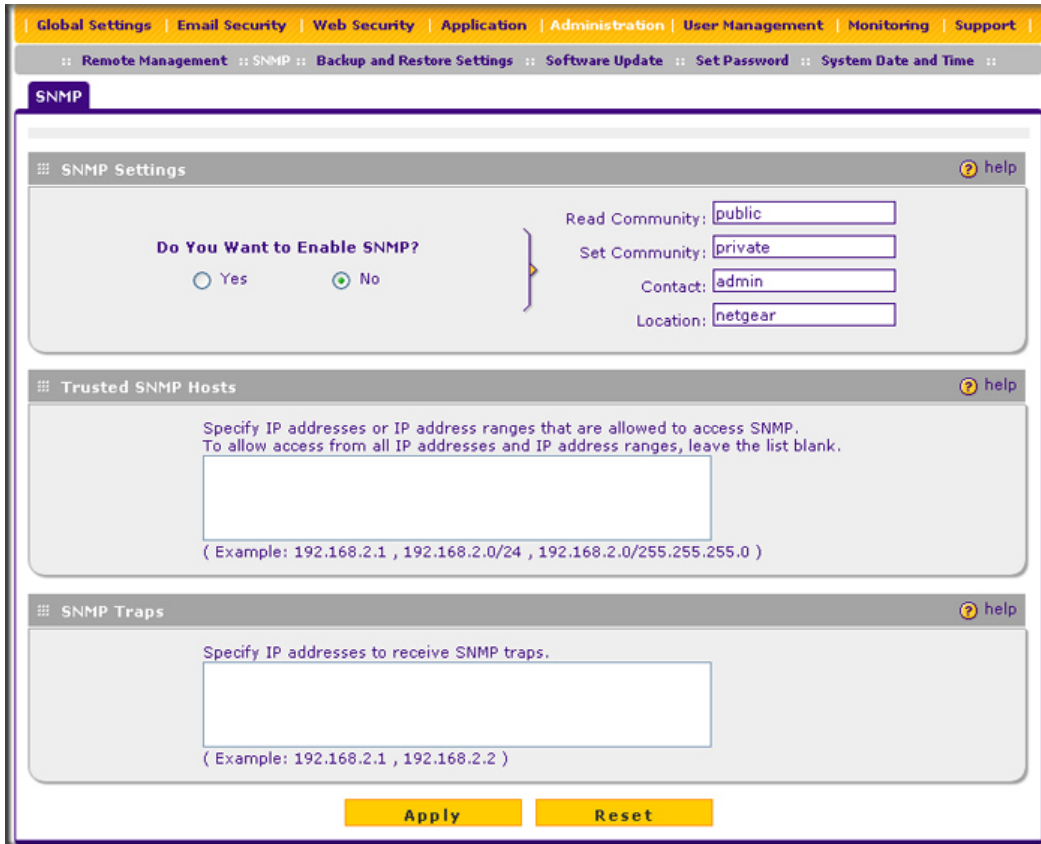 | Global Settings | Email Security | Web Security | Application | Administration | User Management | Monitoring | Support |
:: Remote Management :: SNMP :: Backup and Restore Settings :: Software Update :: Set Password :: System Date and Time ::
SNMP
SNMP Settings
? help
Do You Want to Enable SNMP?
Yes No
Read Community: public
Set Community: private
Contact: admin
Location: netgear
Trusted SNMP Hosts
? help
Specify IP addresses or IP address ranges that are allowed to access SNMP.
To allow access from all IP addresses and IP address ranges, leave the list blank.
( Example: 192.168.2.1 , 192.168.2.0/24 , 192.168.2.0/255.255.255.0 )
SNMP Traps
? help
Specify IP addresses to receive SNMP traps.
( Example: 192.168.2.1 , 192.168.2.2 )
Apply Reset